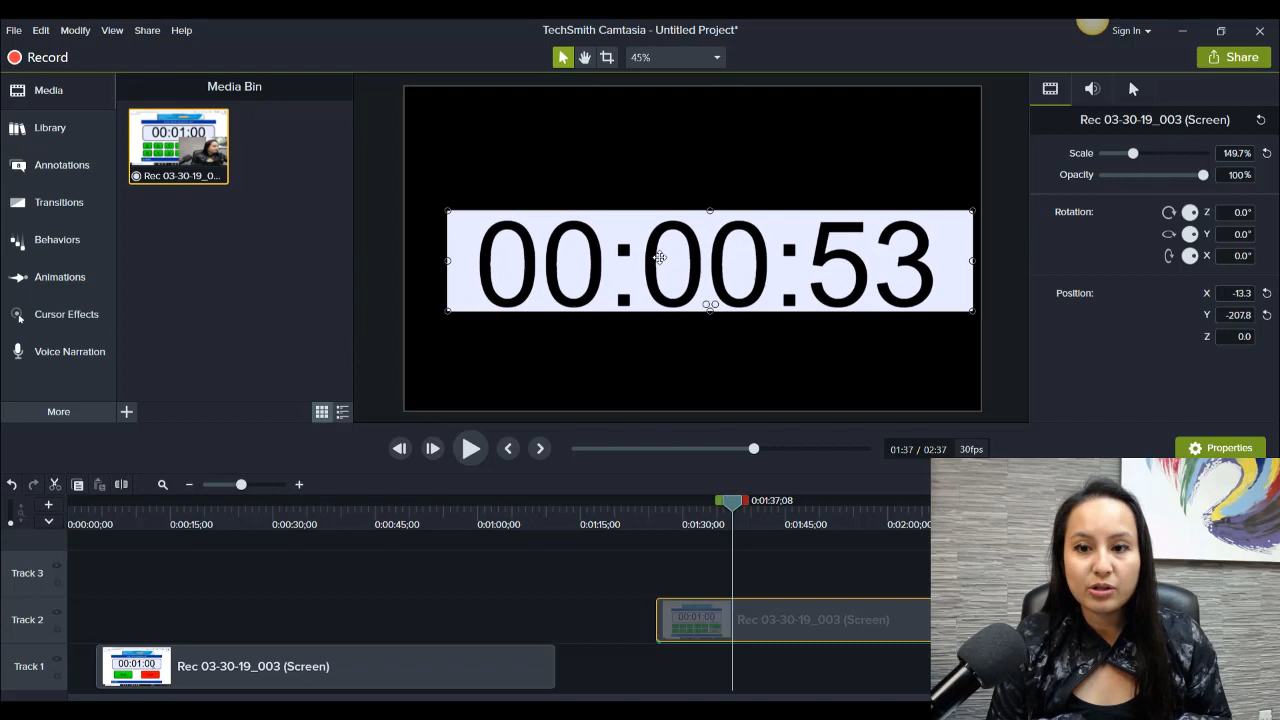 TechSmith Camtasia - Untitled Project*
File Edit Modify View Share Help
Sign In
Record
45%
Share
Media
Library
Annotations
Transitions
Behaviors
Animations
Cursor Effects
Voice Narration
More
Media Bin
00:01:00
Rec 03-30-19_0...
00:00:53
Rec 03-30-19_003 (Screen)
Scale 149.7%
Opacity 100%
Rotation: Z 0.0°
Y 0.0°
X 0.0°
Position: X -13.3
Y -207.8
Z 0.0
01:37 / 02:37 30fps
Properties
0:01:37;08
0:00:00;00 0:00:15;00 0:00:30;00 0:00:45;00 0:01:00;00 0:01:15;00 0:01:30;00 0:01:45;00 0:02:00;0
Track 3
Track 2
00:01:00
Rec 03-30-19_003 (Screen)
Track 1
00:01:00
Rec 03-30-19_003 (Screen)